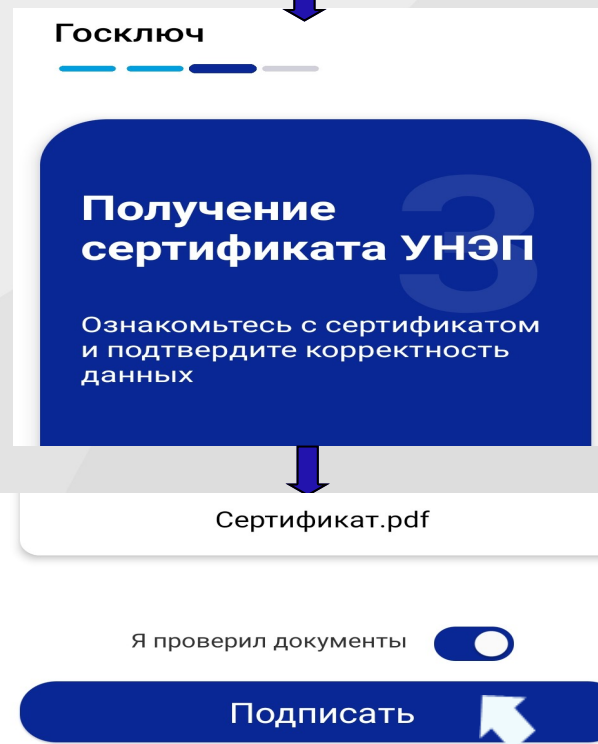 Госключ
3
Получение
сертификата УНЭП
Ознакомьтесь с сертификатом
и подтвердите корректность
данных
Сертификат.pdf
Я проверил документы
Подписать